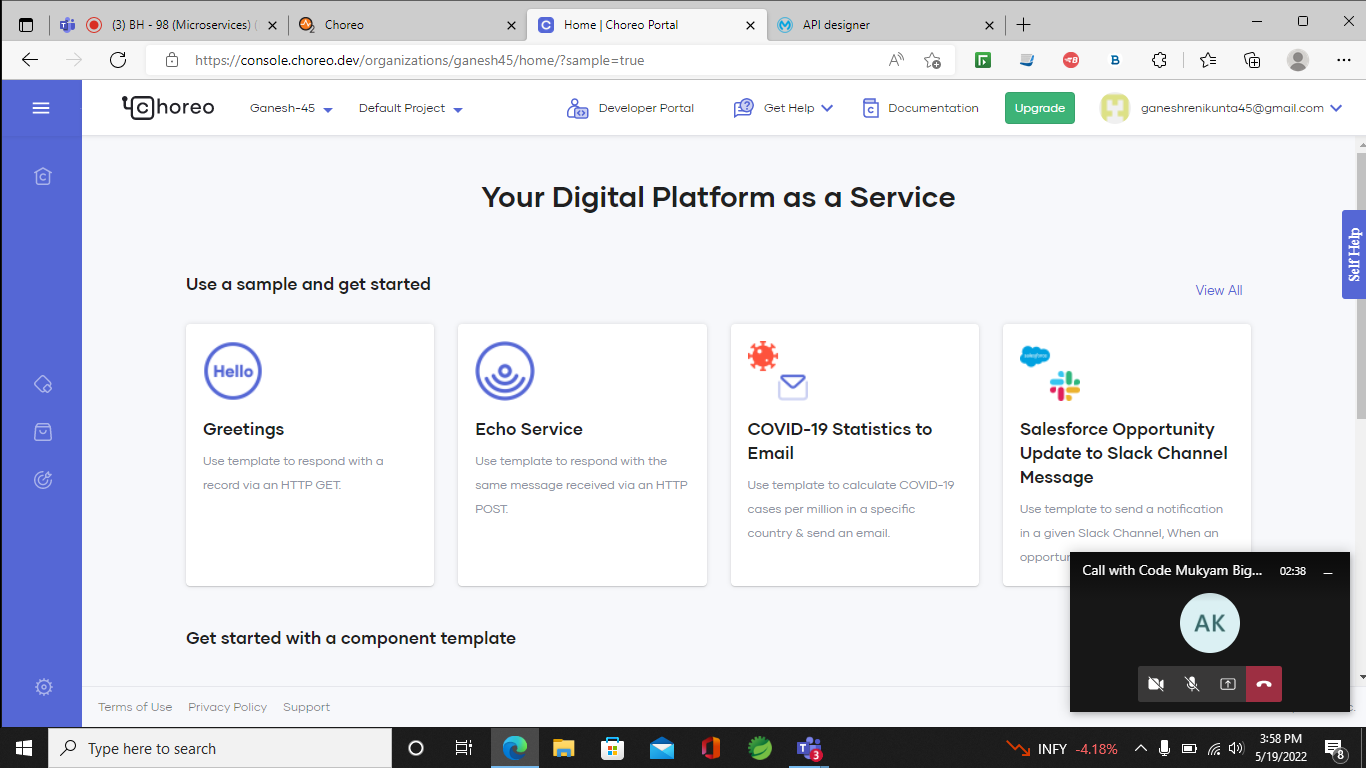 (3) BH - 98 (Microservices) (
Choreo
Home | Choreo Portal
API designer
https://console.choreo.dev/organizations/ganesh45/home/?sample=true
Choreo
Ganesh-45
Default Project
Developer Portal
Get Help
Documentation
Upgrade
ganeshrenikunta45@gmail.com
Your Digital Platform as a Service
Self Help
Use a sample and get started
View All
Hello
Greetings
Use template to respond with a
record via an HTTP GET.
Echo Service
Use template to respond with the
same message received via an HTTP
POST.
COVID-19 Statistics to
Email
Use template to calculate COVID-19
cases per million in a specific
country & send an email.
salesforce
Salesforce Opportunity
Update to Slack Channel
Message
Use template to send a notification
in a given Slack Channel, When an
opportun
Call with Code Mukyam Big...
02:38
AK
Get started with a component template
Terms of Use
Privacy Policy
Support
Type here to search
3
INFY -4.18%
3:58 PM
5/19/2022
8